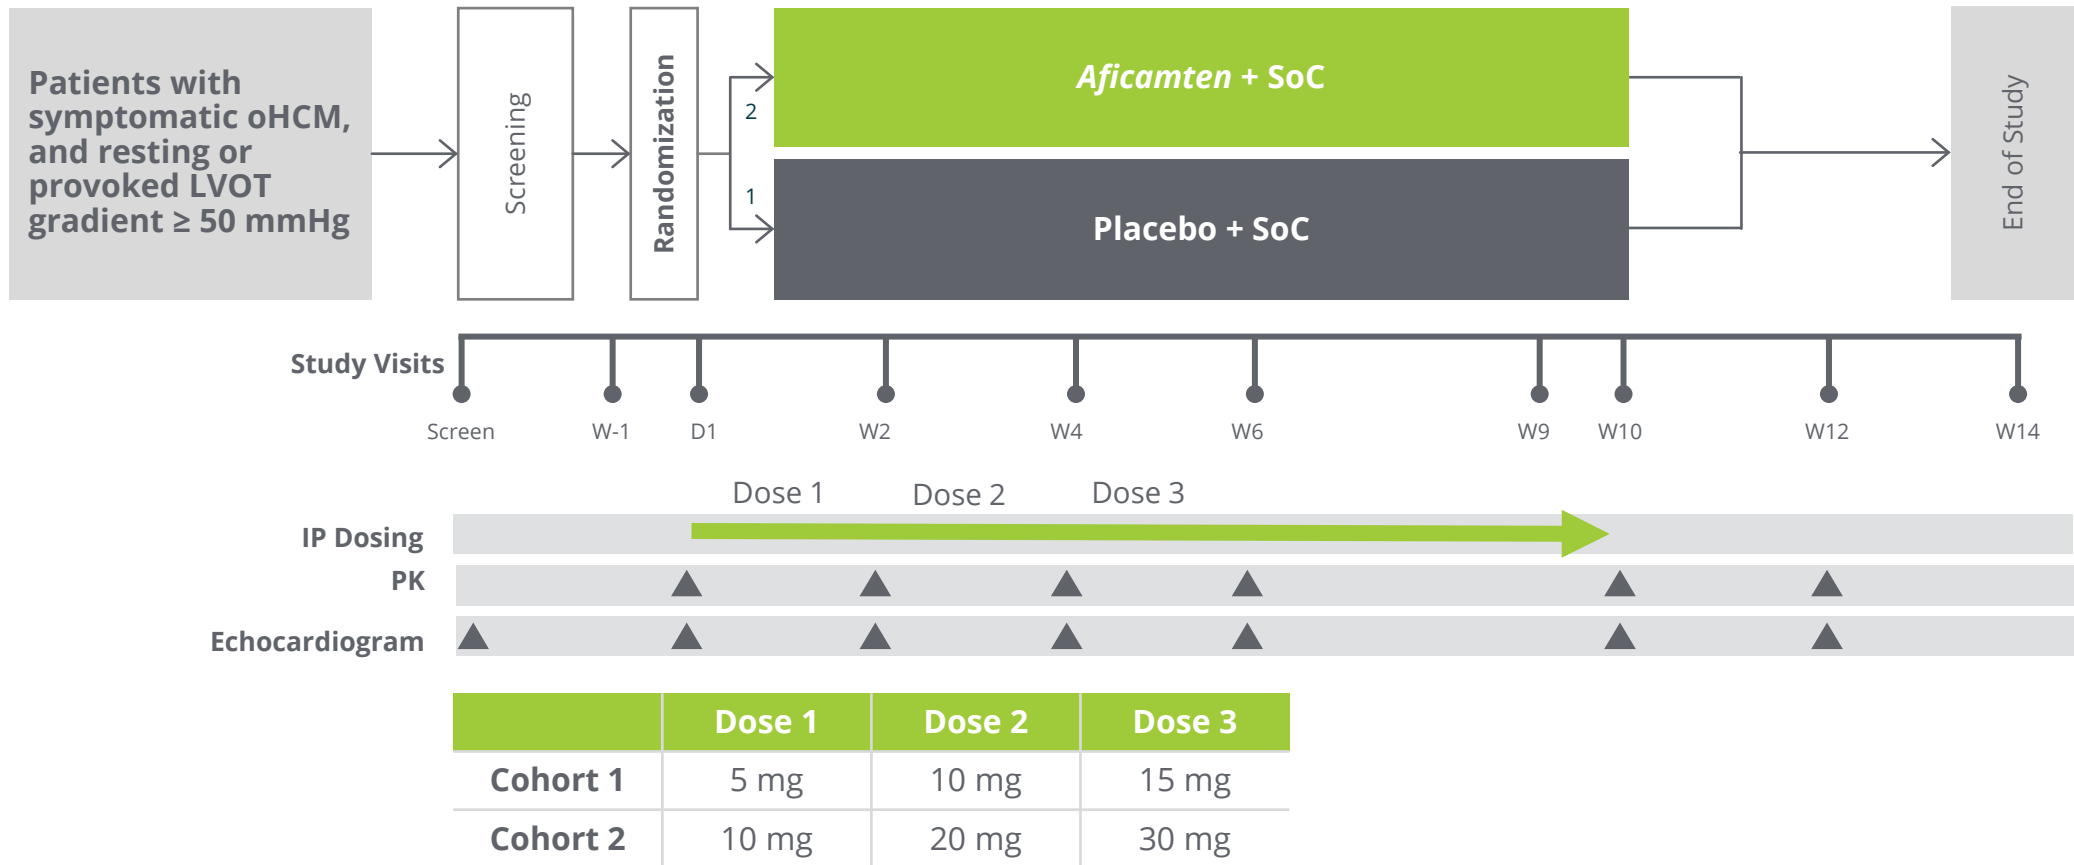 Patients with
symptomatic oHCM,
and resting or
provoked LVOT
gradient ≥ 50 mmHg
Screening
Randomization
2
1
Aficamten + SoC
Placebo + SoC
End of Study
Study Visits
Screen W-1 D1 W2 W4 W6 W9 W10 W12 W14
Dose 1 Dose 2 Dose 3
IP Dosing
PK
Echocardiogram
Dose 1 Dose 2 Dose 3
Cohort 1 5 mg 10 mg 15 mg
Cohort 2 10 mg 20 mg 30 mg